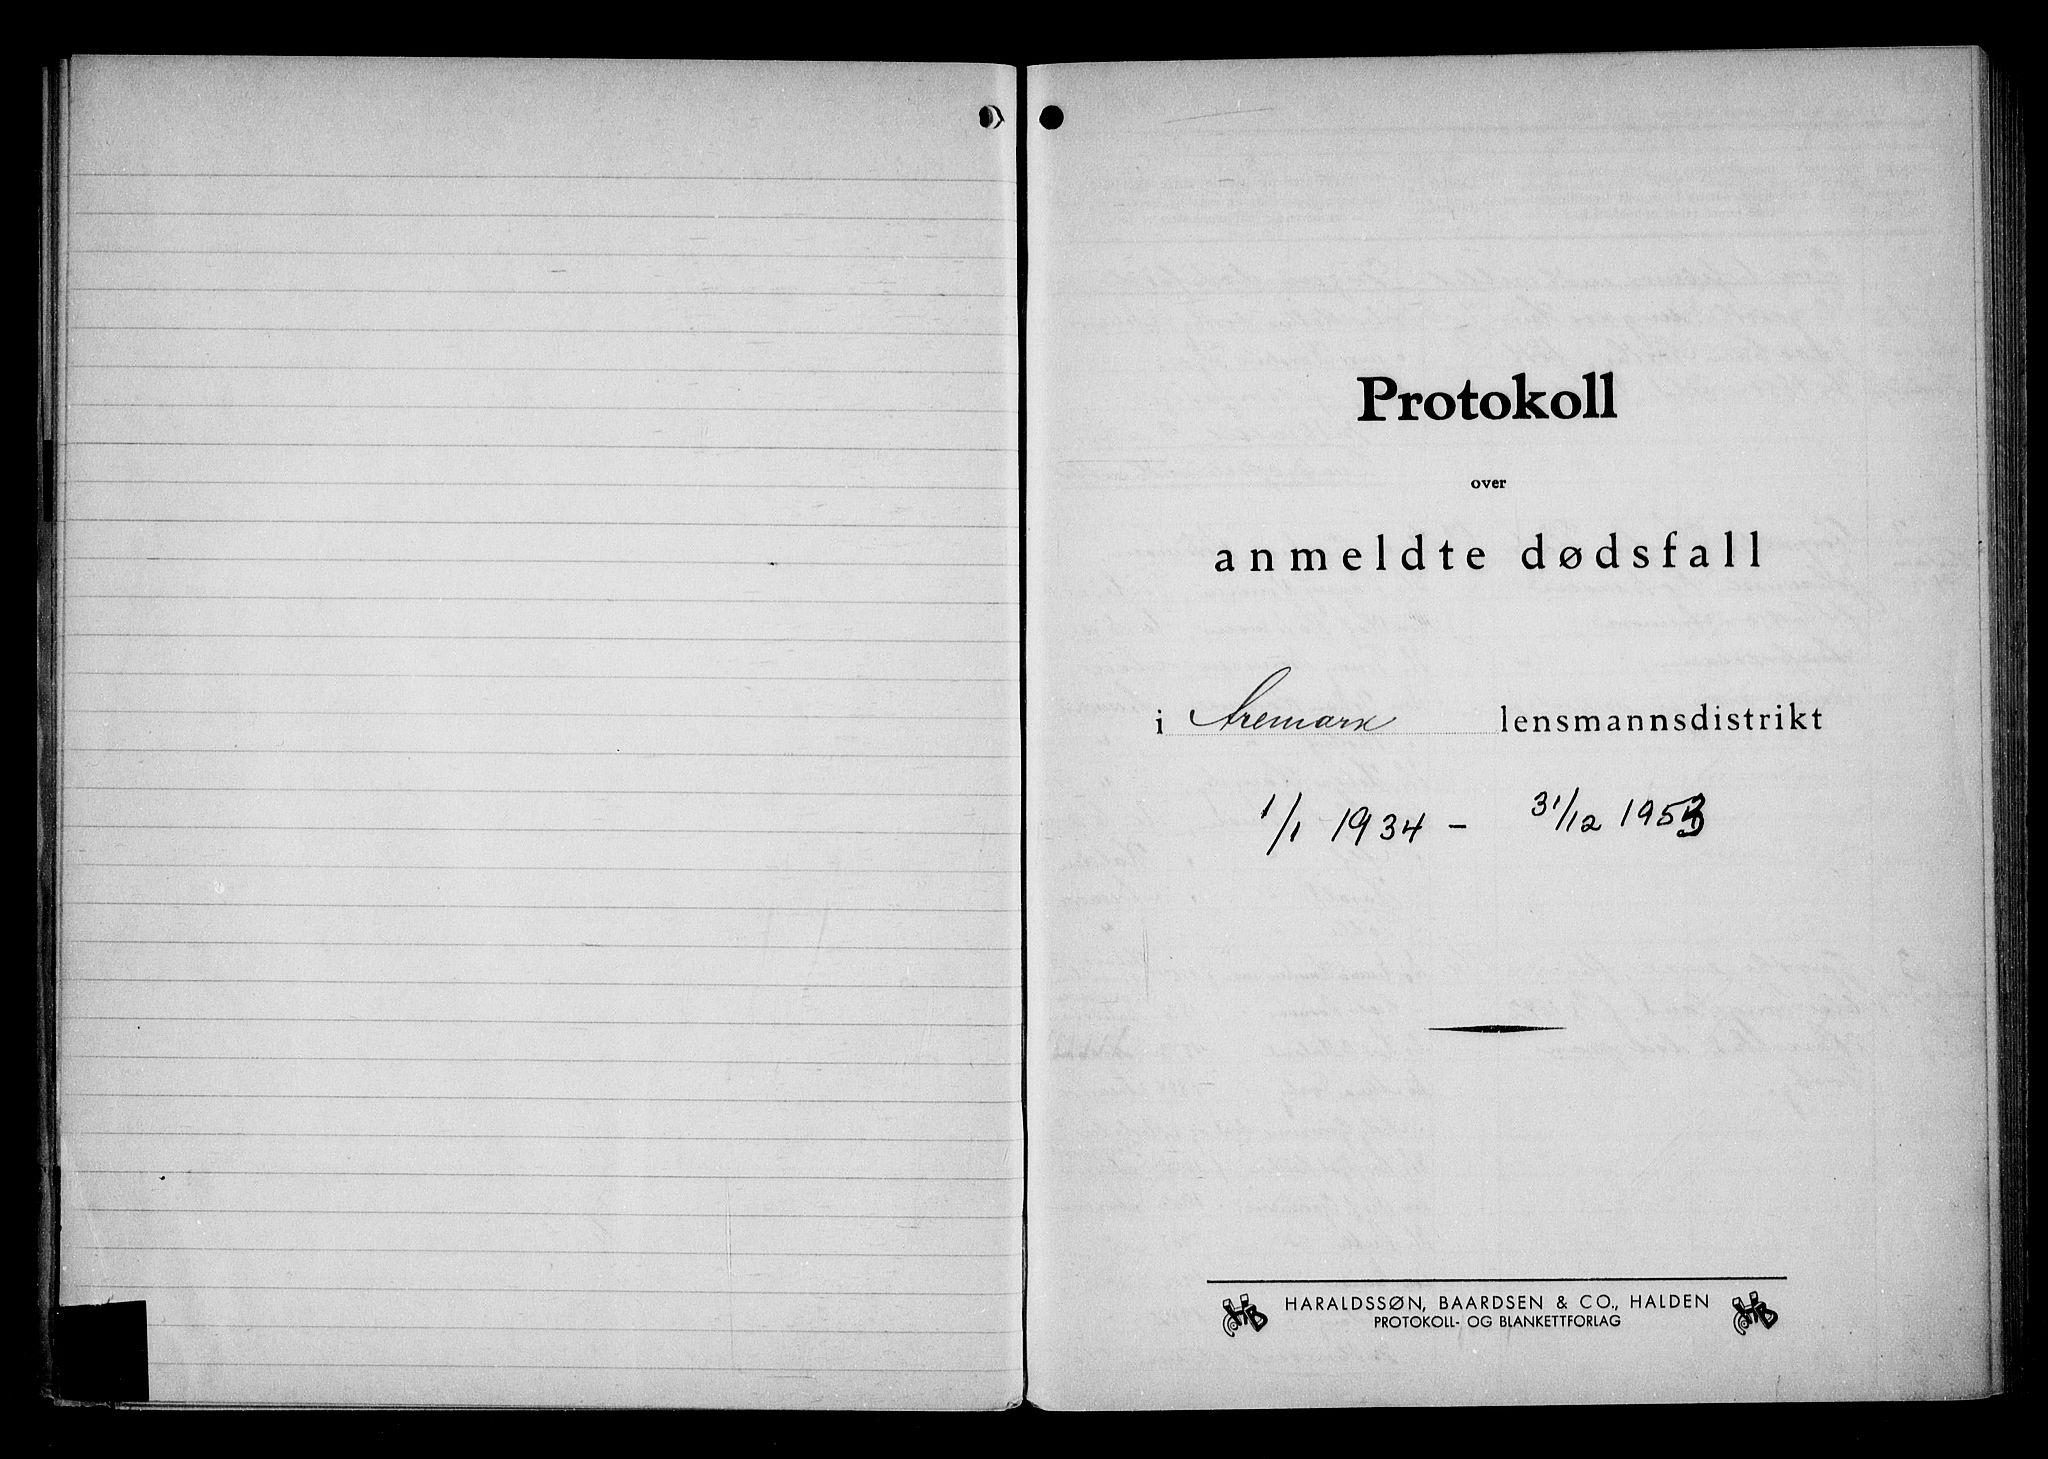 Protokoll
over
anmeldte dødsfall
i Aremark lensmannsdistrikt
1/1 1934 - 31/12 1953
HARALDSSØN, BAARDSEN & CO., HALDEN
PROTOKOLL- OG BLANKETTFORLAG